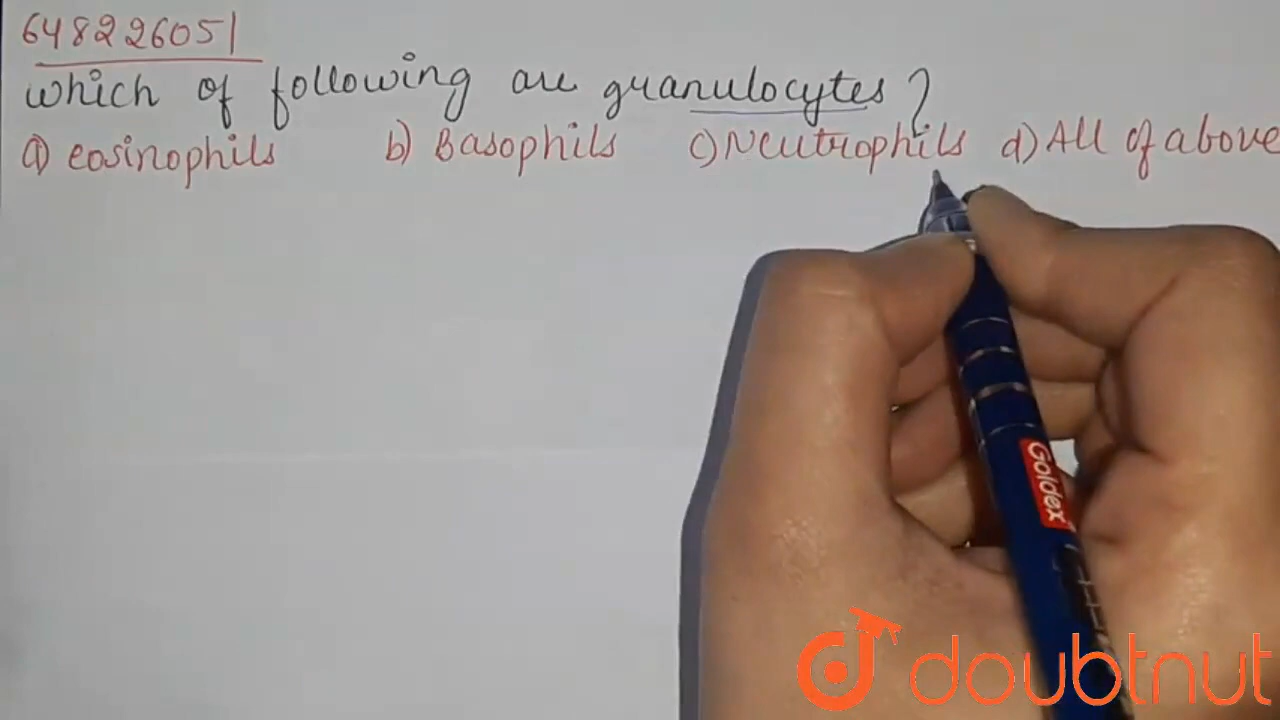 648226051
which of following are granulocytes ?
a) eosinophils b) Basophils c) Neutrophils d) All of above
Goldex
doubtnut